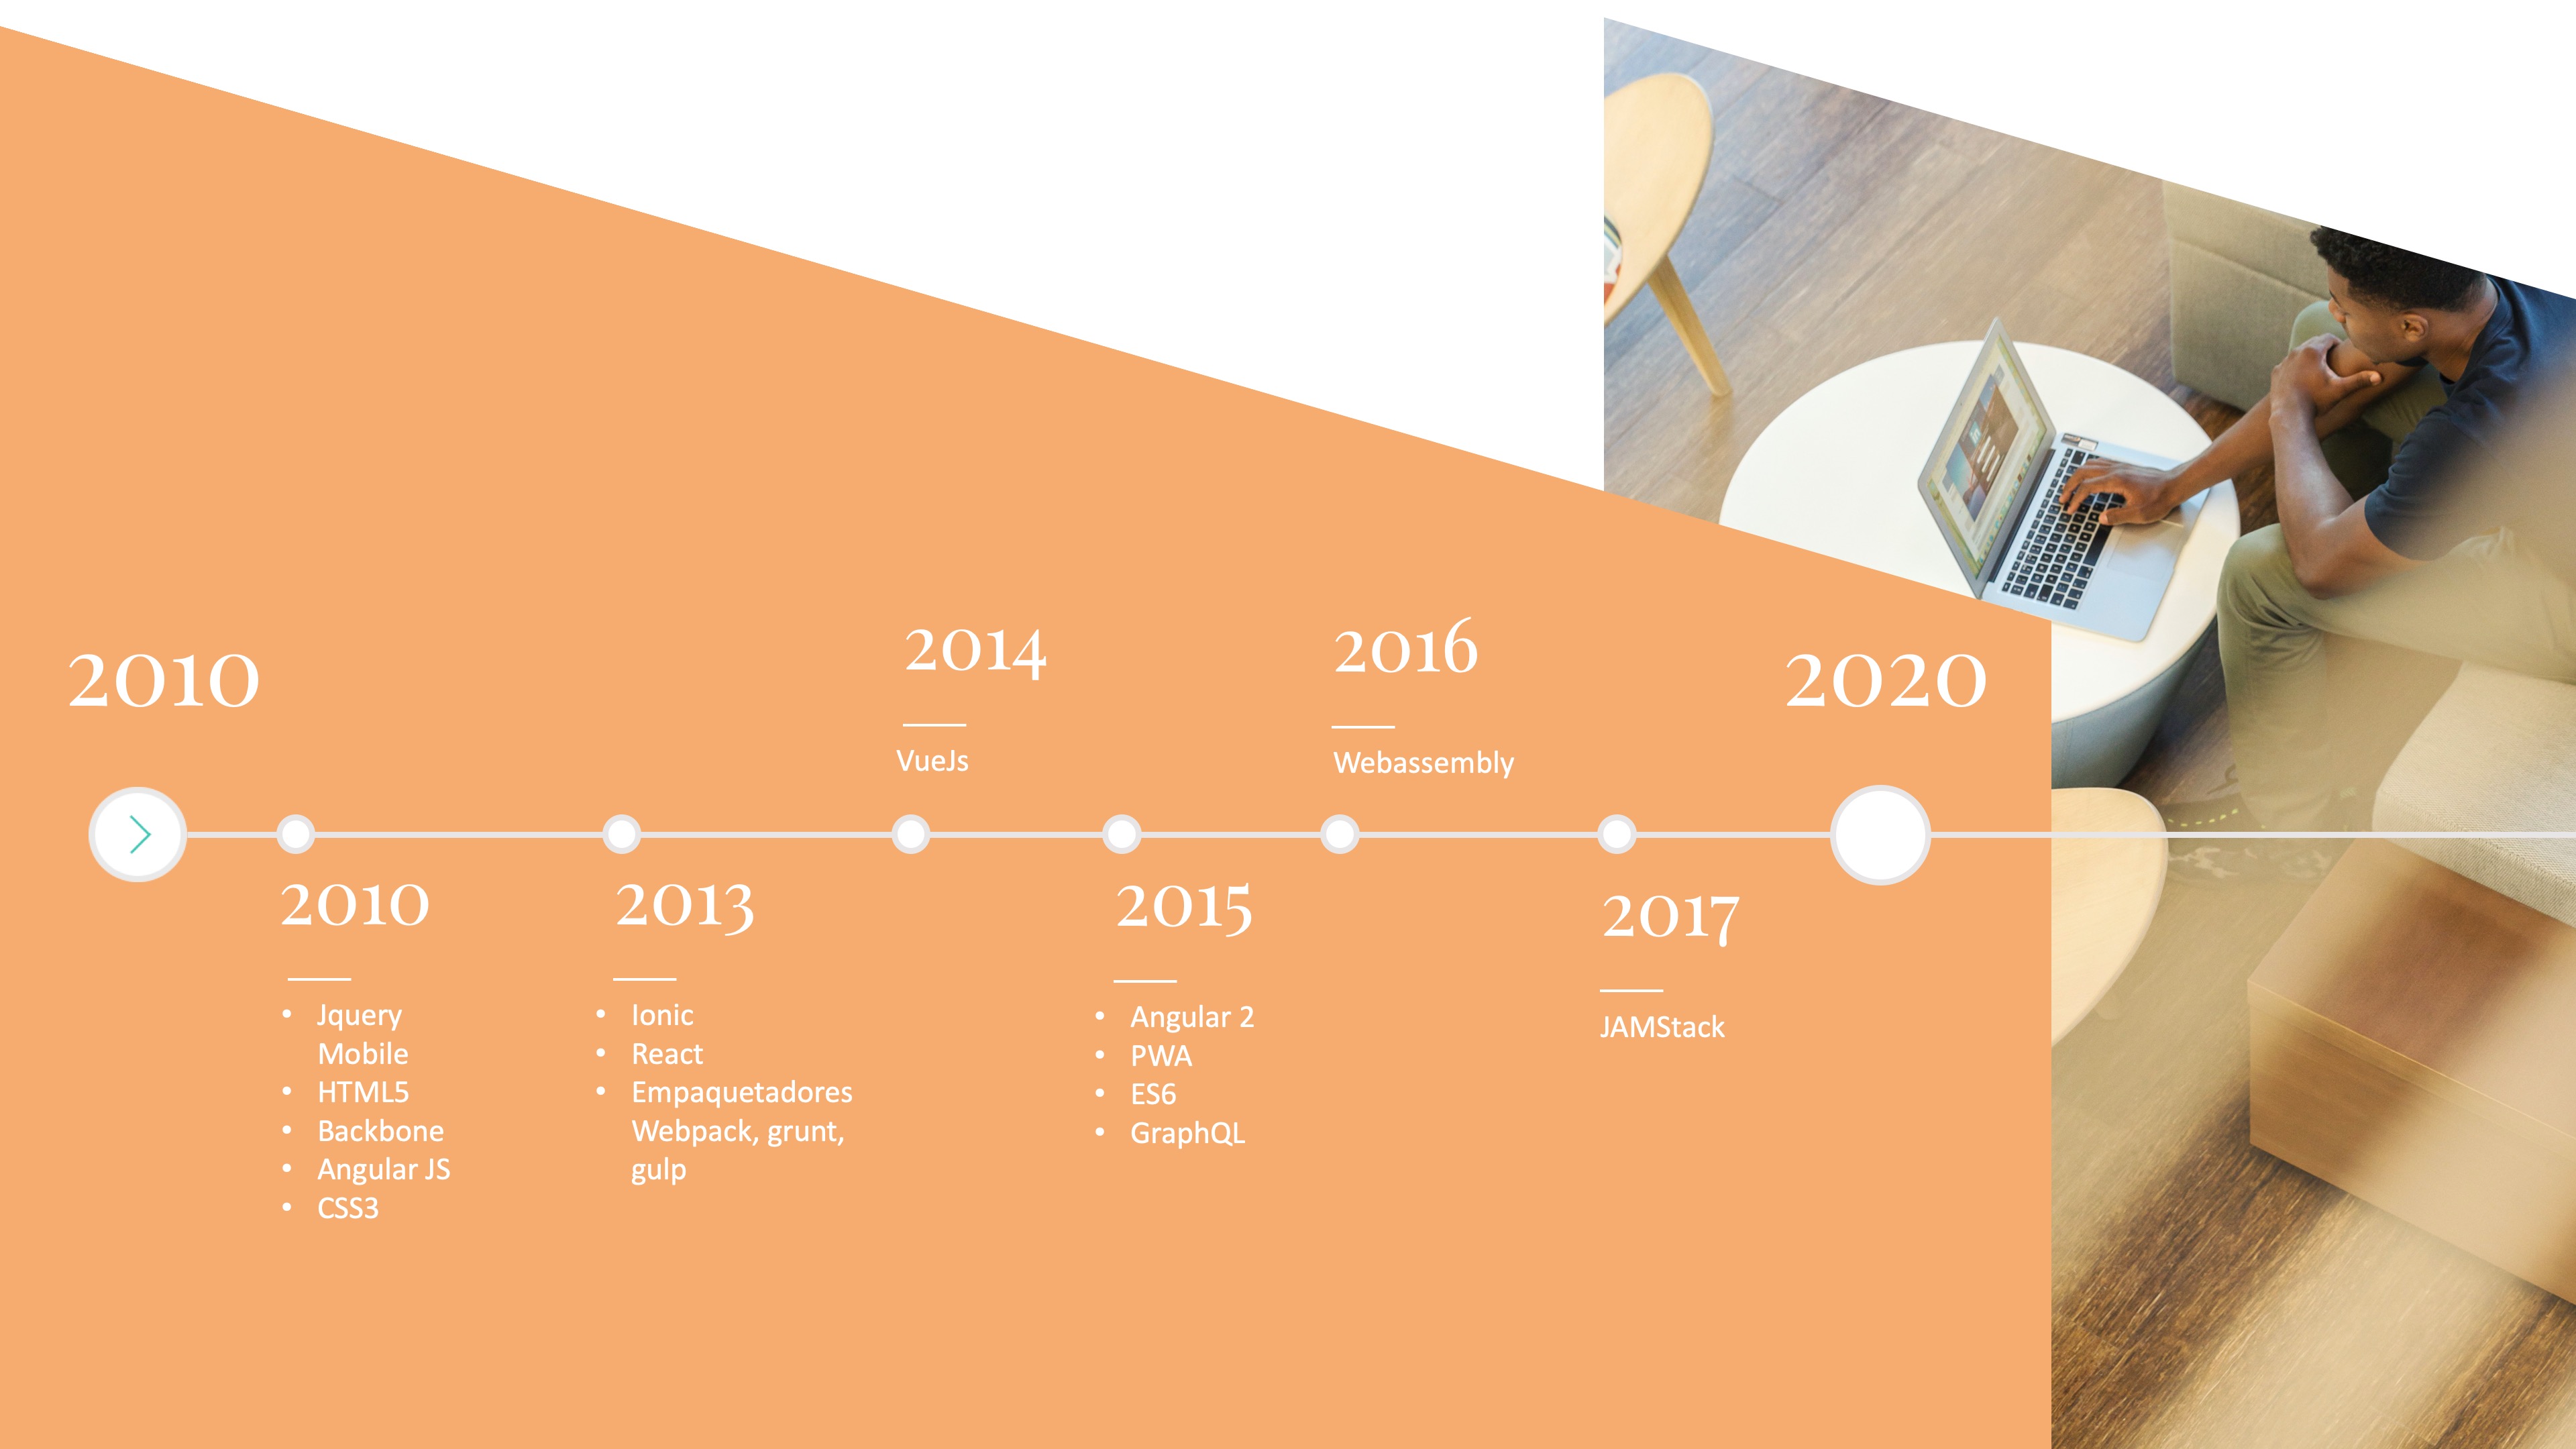 2010
2010
• Jquery
Mobile
• HTML5
• Backbone
• Angular JS
• CSS3
2013
• Ionic
• React
• Empaquetadores
Webpack, grunt,
gulp
2014
VueJs
2015
• Angular 2
• PWA
• ES6
• GraphQL
2016
Webassembly
2017
JAMStack
2020